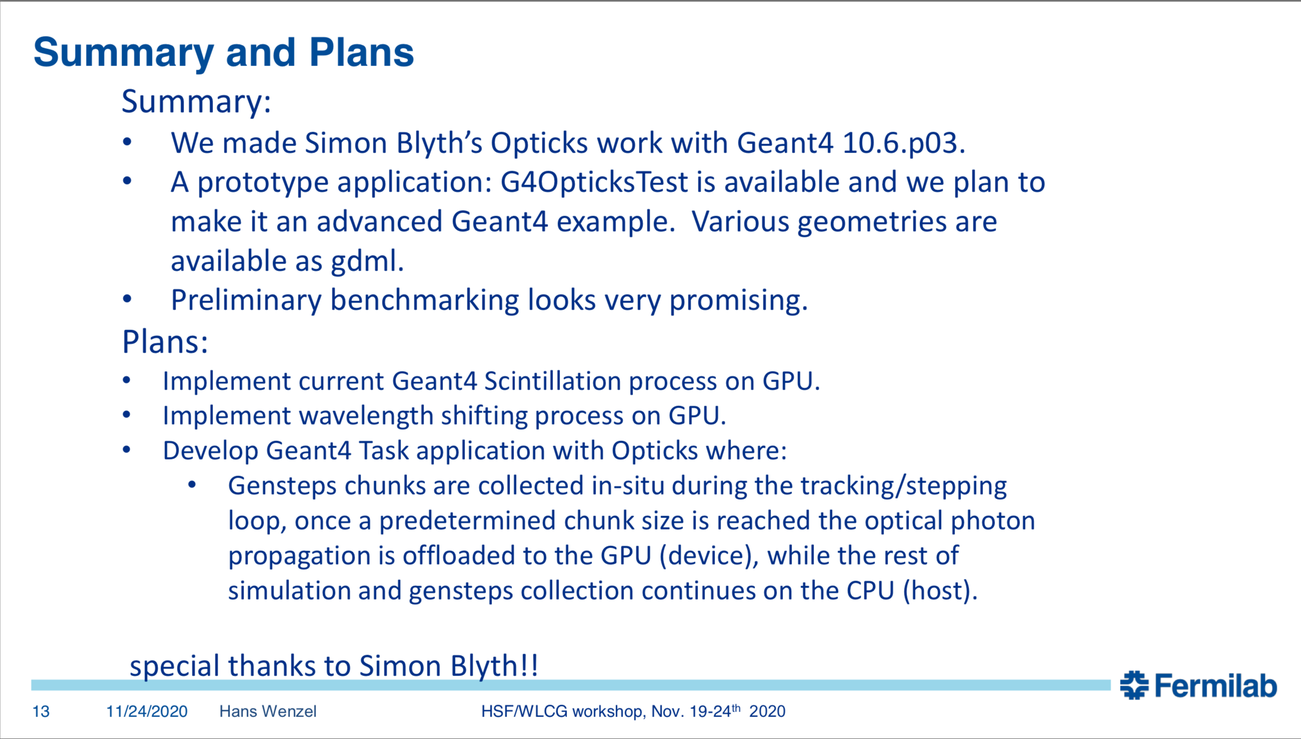 Summary and Plans
Summary:
• We made Simon Blyth’s Opticks work with Geant4 10.6.p03.
• A prototype application: G4OpticksTest is available and we plan to
make it an advanced Geant4 example.  Various geometries are
available as gdml.
• Preliminary benchmarking looks very promising.
Plans:
• Implement current Geant4 Scintillation process on GPU.
• Implement wavelength shifting process on GPU.
• Develop Geant4 Task application with Opticks where:
• Gensteps chunks are collected in-situ during the tracking/stepping
loop, once a predetermined chunk size is reached the optical photon
propagation is offloaded to the GPU (device), while the rest of
simulation and gensteps collection continues on the CPU (host).
special thanks to Simon Blyth!!
Fermilab
13 11/24/2020 Hans Wenzel HSF/WLCG workshop, Nov. 19-24th 2020